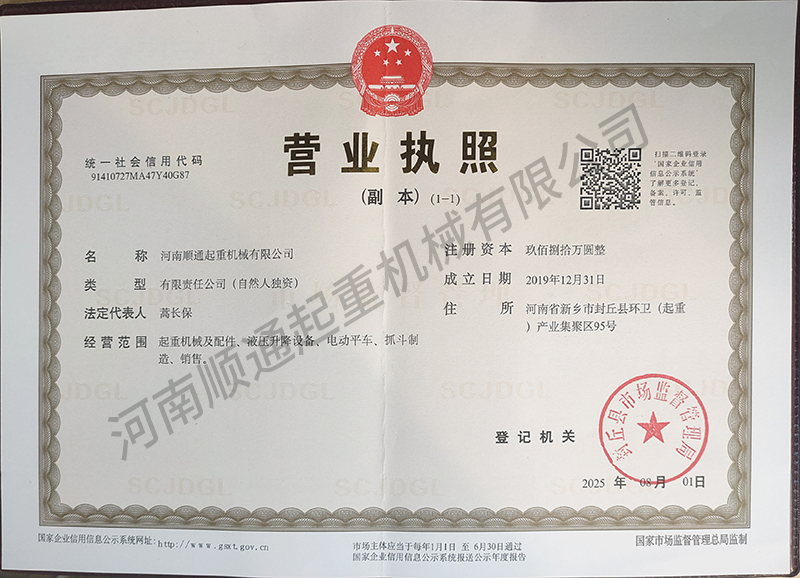 营业执照
（副 本）（1-1）
统一社会信用代码
91410727MA47Y40G87
扫描二维码登录
‘国家企业信用
信息公示系统’
了解更多登记、
备案、许可、监
管信息。
名 称 河南顺通起重机械有限公司
类 型 有限责任公司（自然人独资）
法定代表人 蒿长保
经营范围 起重机械及配件、液压升降设备、电动平车、抓斗制
造、销售。
注册资本 玖佰捌拾万圆整
成立日期 2019年12月31日
住 所 河南省新乡市封丘县环卫（起重
）产业集聚区95号
河南顺通起重机械有限公司
登记机关
封丘县市场监督管理局
2025 年 08月 01日
国家企业信用信息公示系统网址：http://www.gsxt.gov.cn
市场主体应当于每年1月1日 至 6月30日通过
国家企业信用信息公示系统报送公示年度报告
国家市场监督管理总局监制
SCJDGL
SCJDGL
SCJDGL
SCJDGL
SCJDGL
SCJDGL
SCJDGL